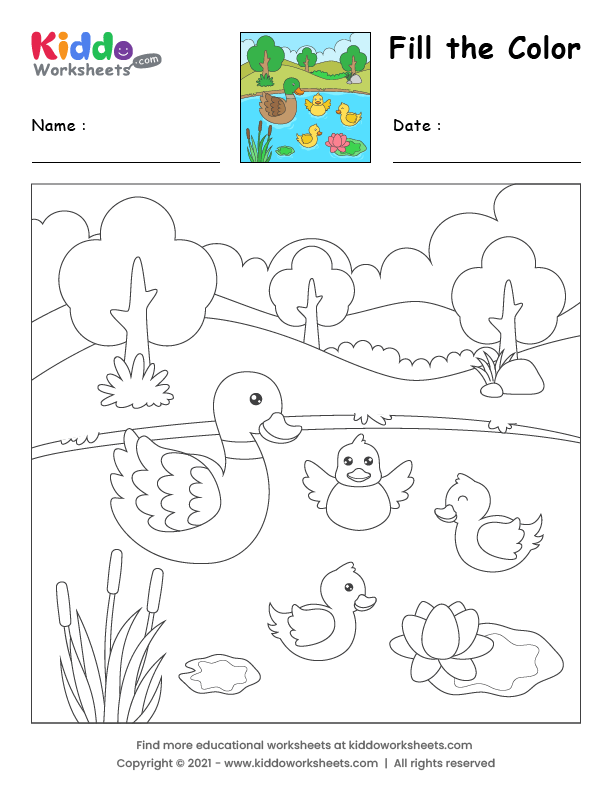 Kiddo
Worksheets.com
Fill the Color
Name :
Date :
Find more educational worksheets at kiddoworksheets.com
Copyright © 2021 - www.kiddoworksheets.com | All rights reserved